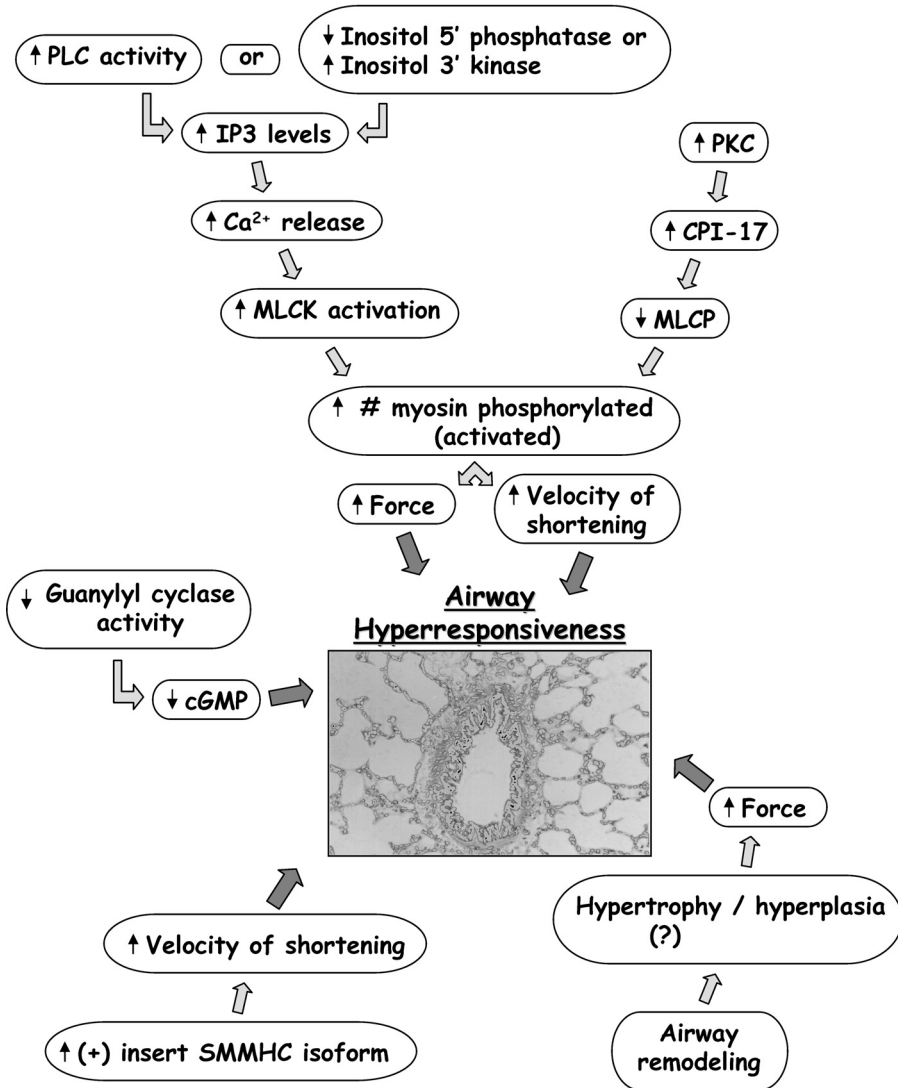 ↑ PLC activity
or
↓ Inositol 5’ phosphatase or
↑ Inositol 3’ kinase
↑ IP3 levels
↑ PKC
↑ Ca²⁺ release
↑ CPI-17
↑ MLCK activation
↓ MLCP
↑ # myosin phosphorylated
(activated)
↑ Force
↑ Velocity of
shortening
↓ Guanylyl cyclase
activity
Airway
Hyperresponsiveness
↓ cGMP
↑ Force
Hypertrophy / hyperplasia
(?)
↑ Velocity of shortening
Airway
remodeling
↑ (+) insert SMMHC isoform